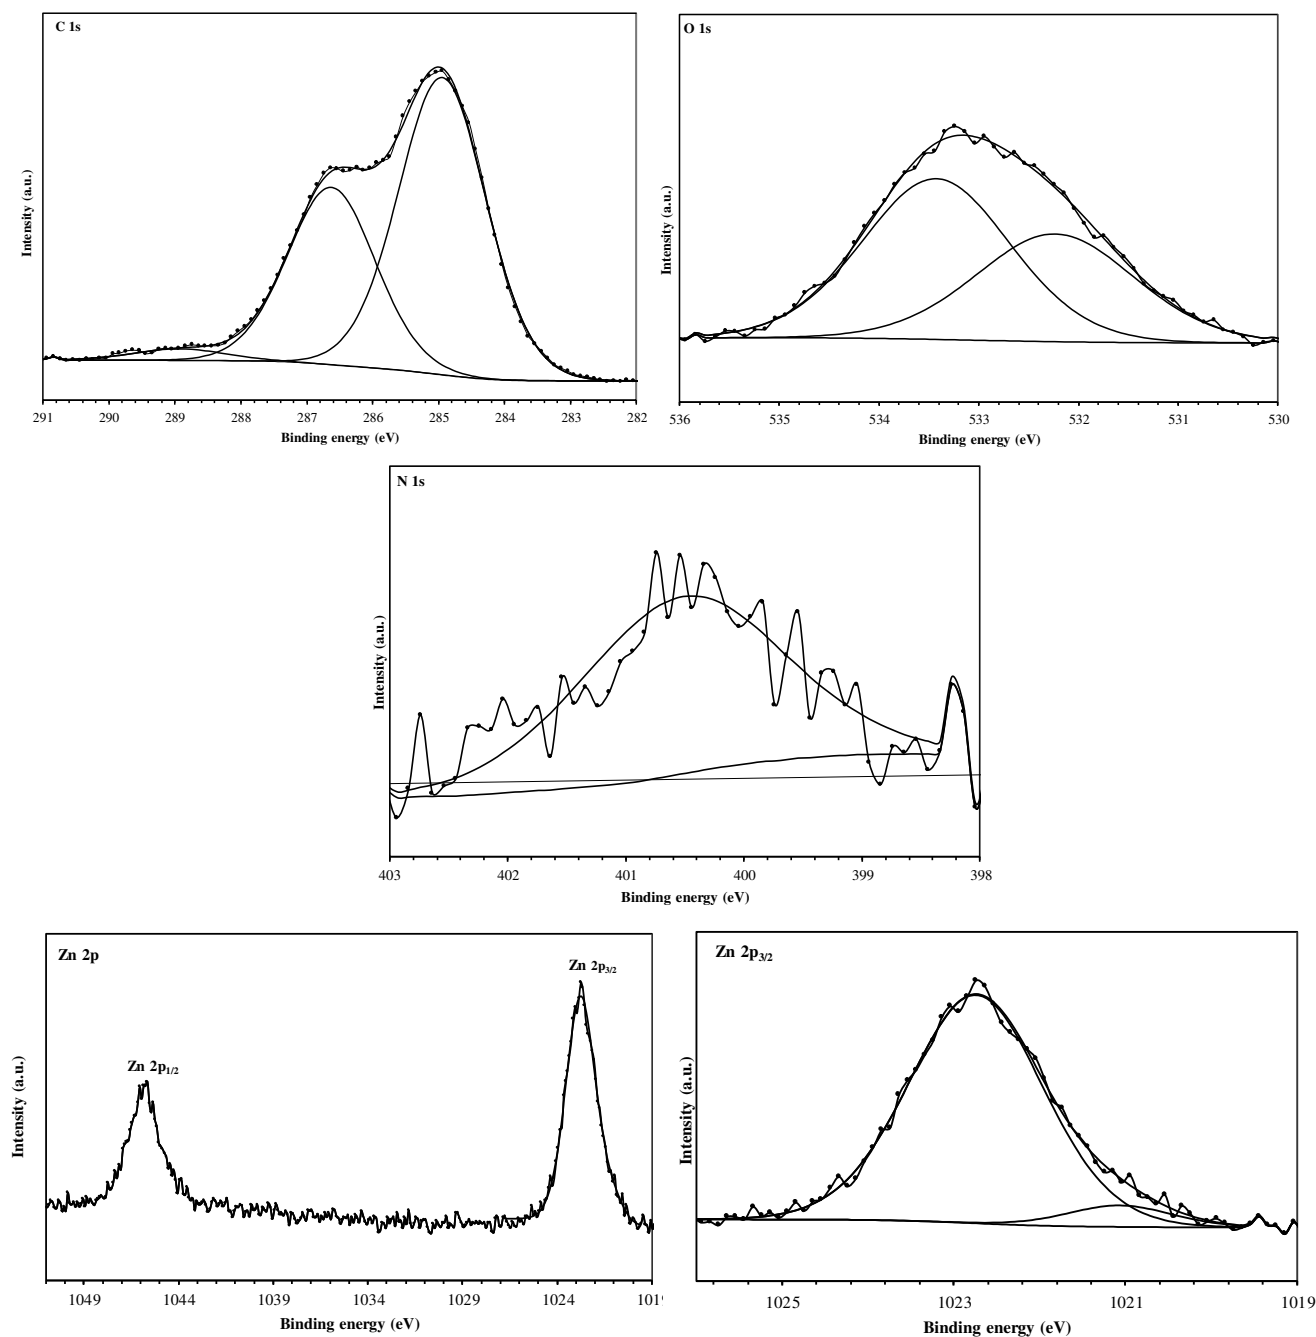 C 1s
Intensity (a.u.)
291 290 289 288 287 286 285 284 283 282
Binding energy (eV)
O 1s
Intensity (a.u.)
536 535 534 533 532 531 530
Binding energy (eV)
N 1s
Intensity (a.u.)
403 402 401 400 399 398
Binding energy (eV)
Zn 2p
Zn 2p1/2
Zn 2p3/2
Intensity (a.u.)
1049 1044 1039 1034 1029 1024
Binding energy (eV)
Zn 2p3/2
Intensity (a.u.)
1025 1023 1021 1019
Binding energy (eV)